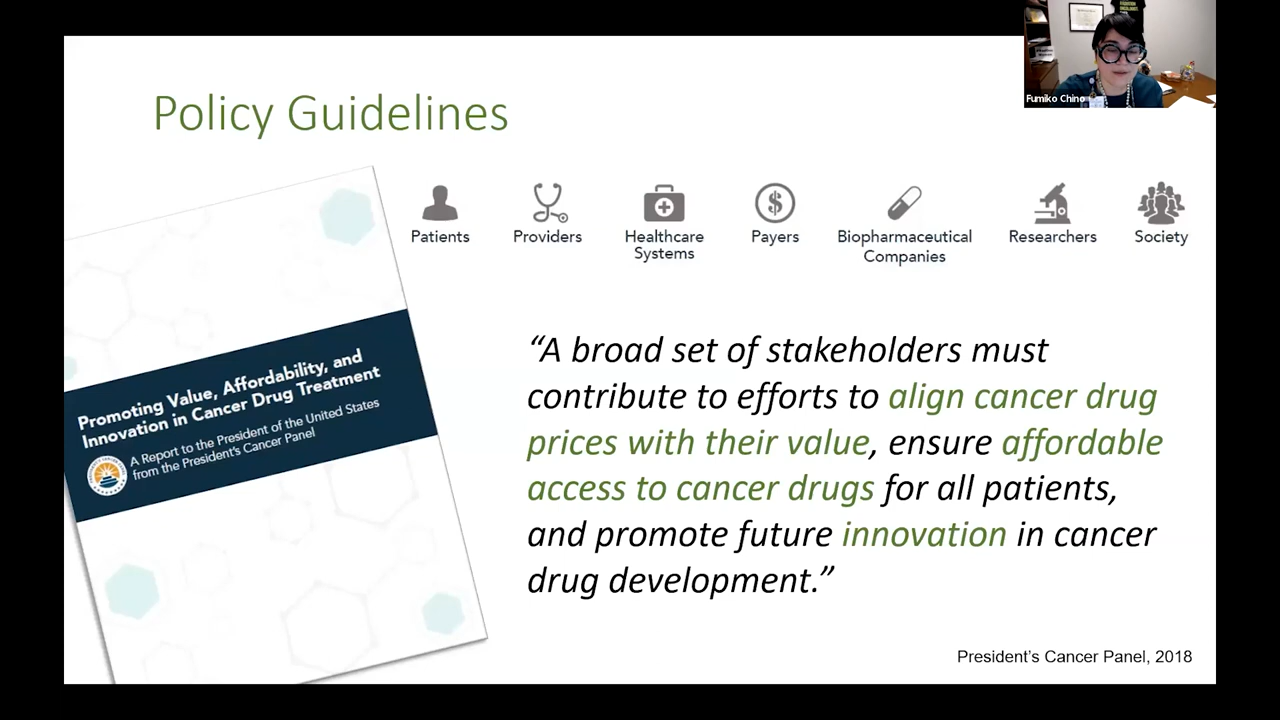 Fumiko Chino
Policy Guidelines
Patients
Providers
Healthcare
Systems
Payers
Biopharmaceutical
Companies
Researchers
Society
Promoting Value, Affordability, and
Innovation in Cancer Drug Treatment
A Report to the President of the United States
from the President's Cancer Panel
“A broad set of stakeholders must
contribute to efforts to align cancer drug
prices with their value, ensure affordable
access to cancer drugs for all patients,
and promote future innovation in cancer
drug development.”
President’s Cancer Panel, 2018